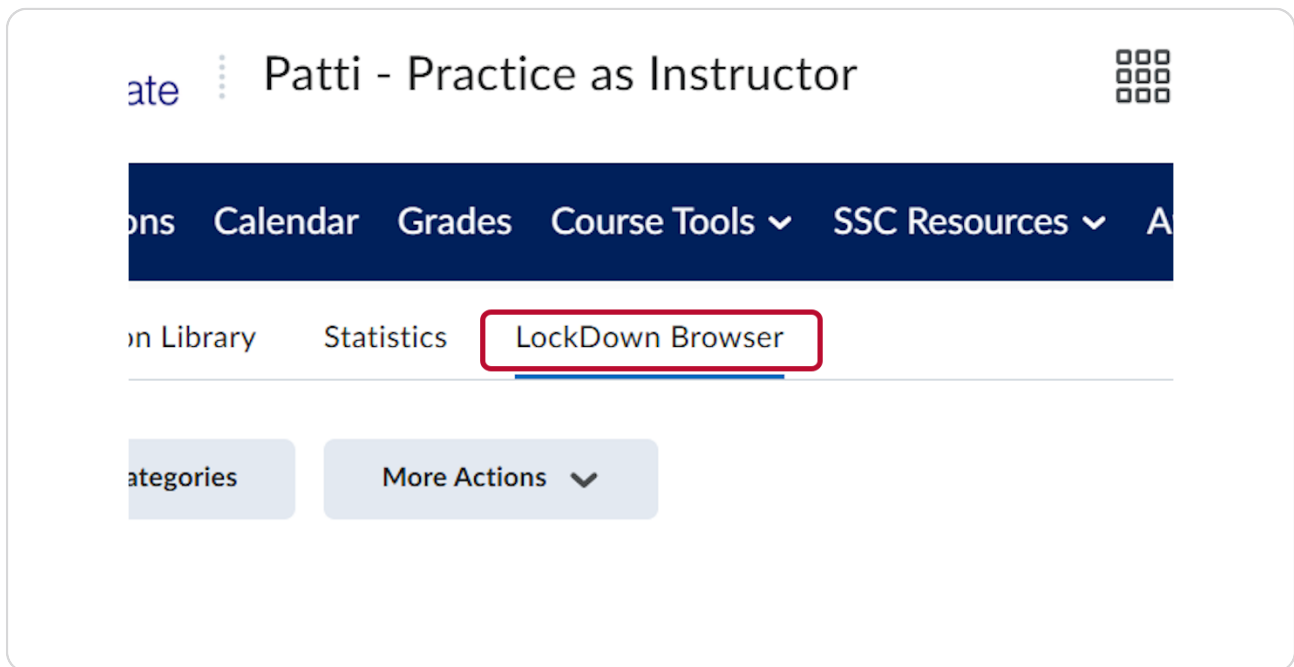 ate Patti - Practice as Instructor
ons Calendar Grades Course Tools SSC Resources A
on Library Statistics LockDown Browser
ategories More Actions